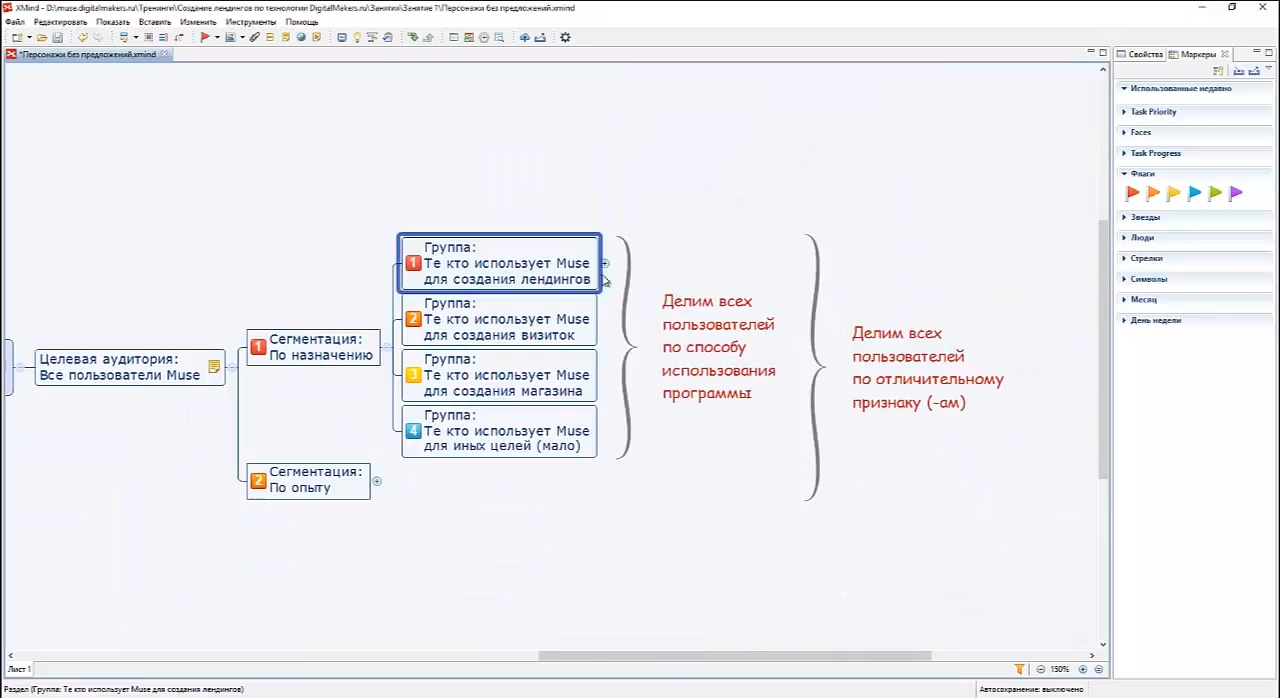 XMind - D:\muse.digitalmakers.ru\Тренинги\Создание лендингов по технологии DigitalMakers.ru\Занятия\Занятие 1\Персонажи без предложений.xmind
Файл Редактировать Показать Вставить Изменить Инструменты Помощь
*Персонажи без предложений.xmind
Свойства Маркеры
Использованные недавно
Task Priority
Faces
Task Progress
Флаги
Звезды
Люди
Стрелки
Символы
Месяц
День недели
Целевая аудитория:
Все пользователи Muse
1 Сегментация:
По назначению
Группа:
1 Те кто использует Muse
для создания лендингов
Группа:
2 Те кто использует Muse
для создания визиток
Группа:
3 Те кто использует Muse
для создания магазина
Группа:
4 Те кто использует Muse
для иных целей (мало)
2 Сегментация:
По опыту
Делим всех
пользователей
по способу
использования
программы
Делим всех
пользователей
по отличительному
признаку (-ам)
Лист 1
150%
Раздел (Группа: Те кто использует Muse для создания лендингов)
Автосохранение: выключено